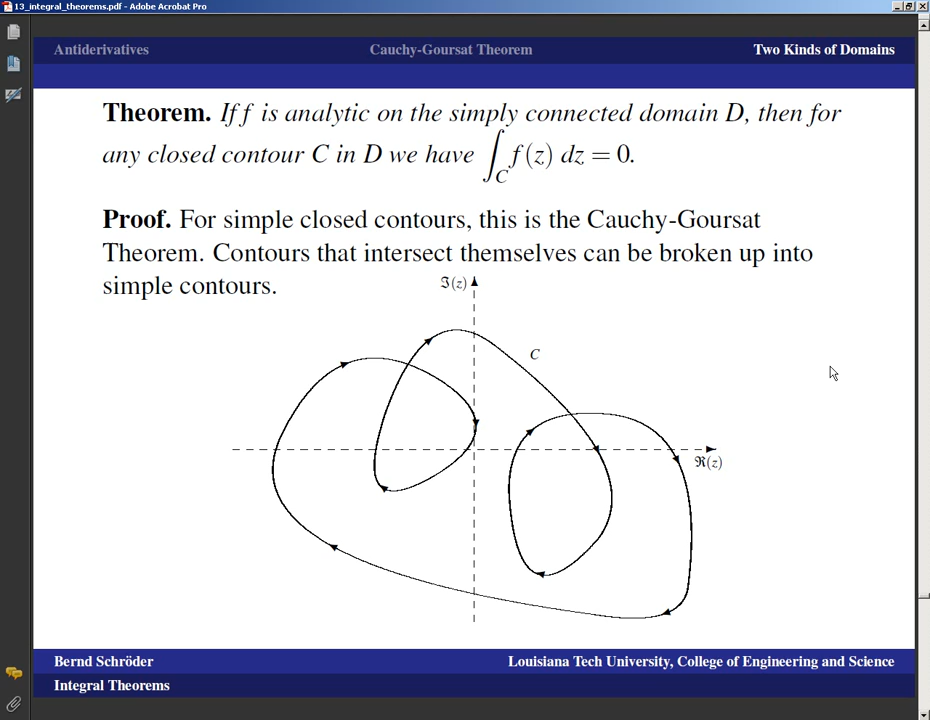 13_integral_theorems.pdf - Adobe Acrobat Pro
Antiderivatives Cauchy-Goursat Theorem Two Kinds of Domains
Theorem. If f is analytic on the simply connected domain D, then for
any closed contour C in D we have ∫_C f(z) dz = 0.
Proof. For simple closed contours, this is the Cauchy-Goursat
Theorem. Contours that intersect themselves can be broken up into
simple contours.
ℑ(z)
C
ℜ(z)
Bernd Schröder Louisiana Tech University, College of Engineering and Science
Integral Theorems